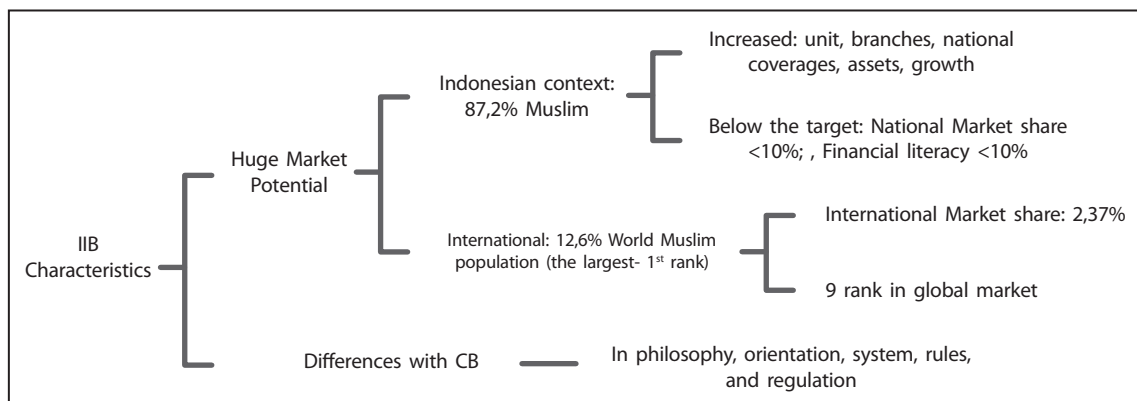 IIB
Characteristics
Huge Market
Potential
Indonesian context:
87,2% Muslim
Increased: unit, branches, national
coverages, assets, growth
Below the target: National Market share
<10%; , Financial literacy <10%
International: 12,6% World Muslim
population (the largest- 1st rank)
International Market share: 2,37%
9 rank in global market
Differences with CB
In philosophy, orientation, system, rules,
and regulation